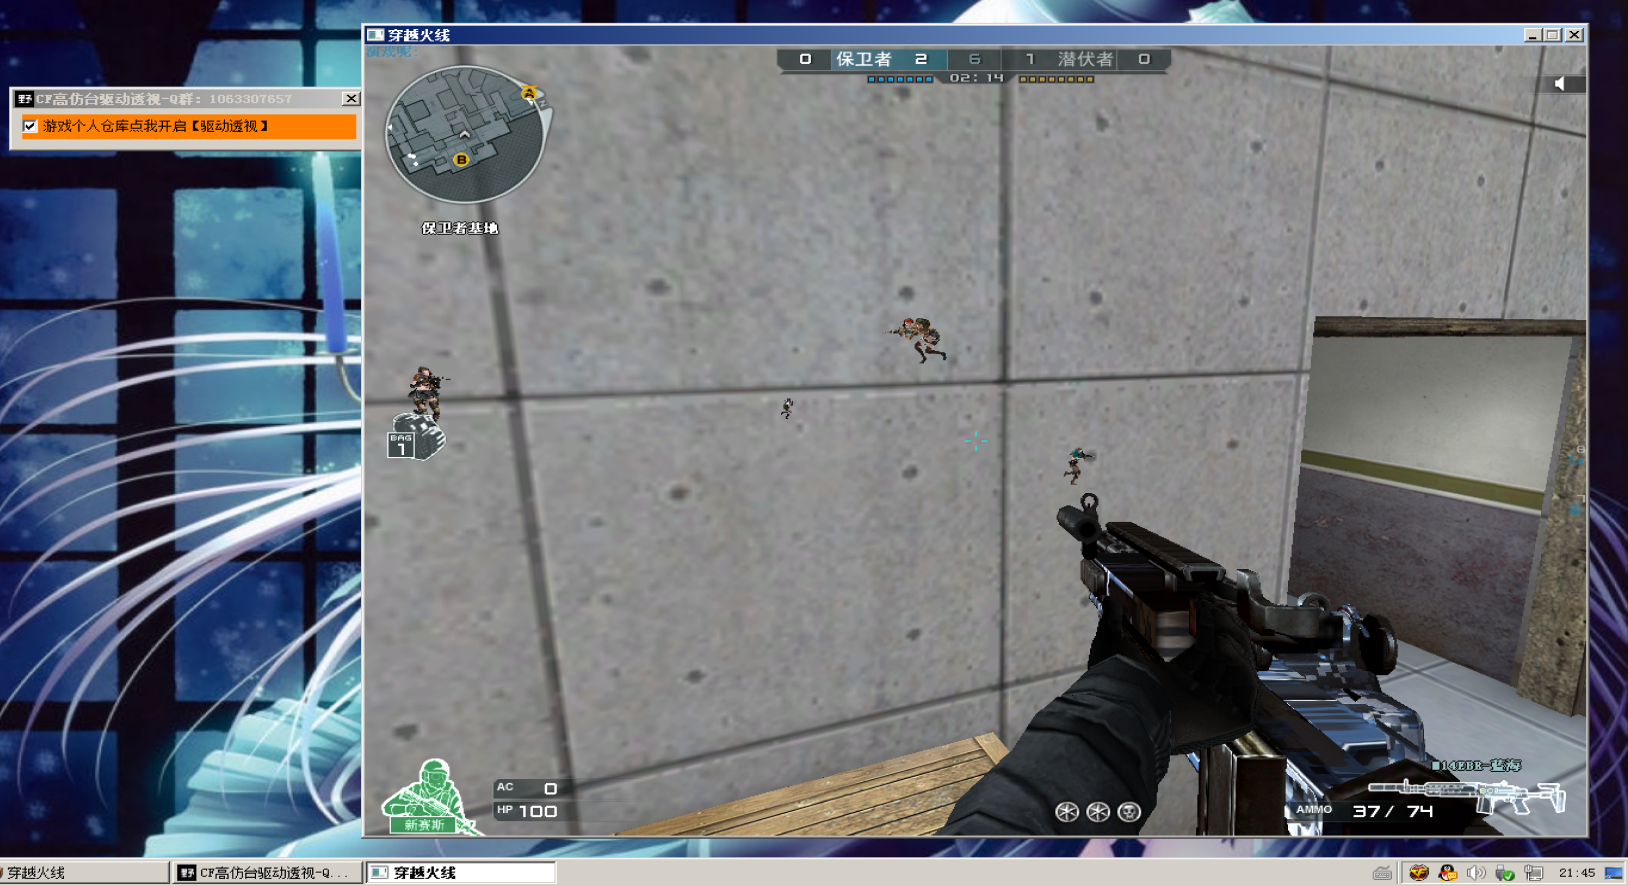 穿越火线
CF高仿台驱动透视-Q群：1063307657
游戏个人仓库点我开启【驱动透视】
0 保卫者 2 6 1 潜伏者 0
02:14
A
N
B
保卫者基地
BAG
1
新赛斯
AC 0
HP 100
M14EBR-蓝海
AMMO 37/ 74
穿越火线
CF高仿台驱动透视-Q...
穿越火线
21:45